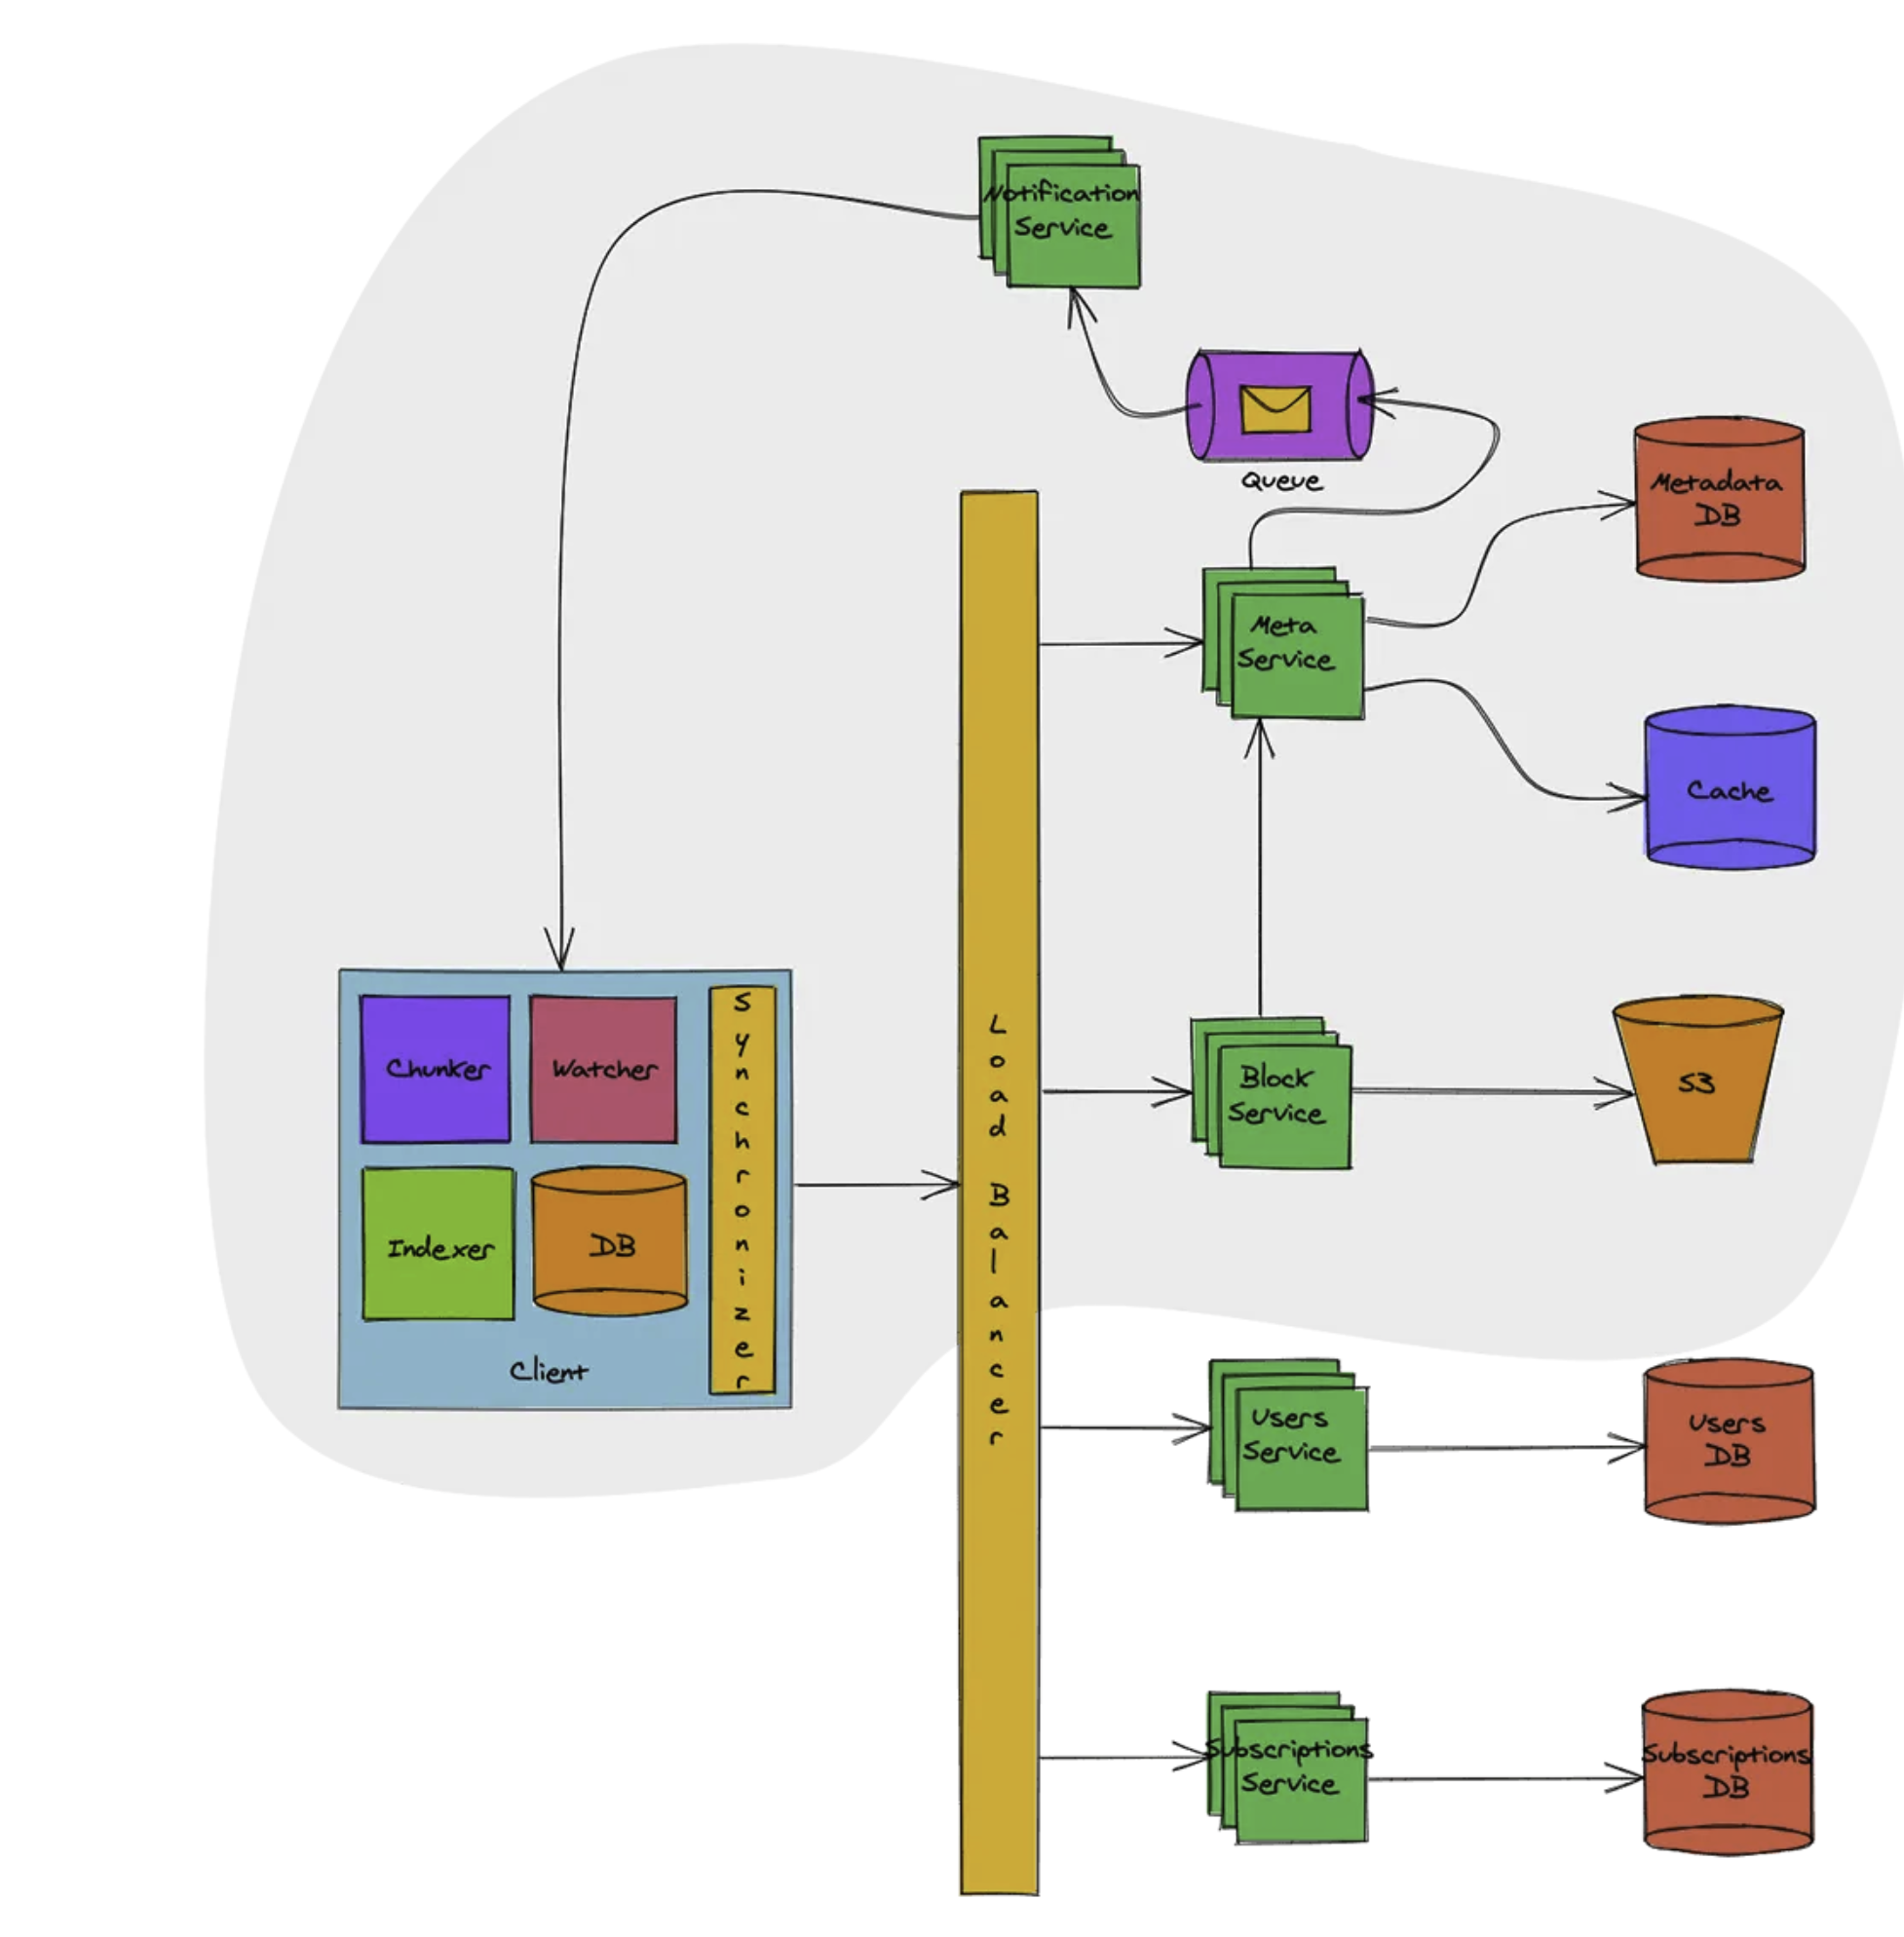 Notification
Service
Queue
Metadata
DB
Meta
Service
Cache
Chunker
Watcher
Synchronizer
Indexer
DB
Client
Load Balancer
Block
Service
S3
Users
Service
Users
DB
Subscriptions
Service
Subscriptions
DB